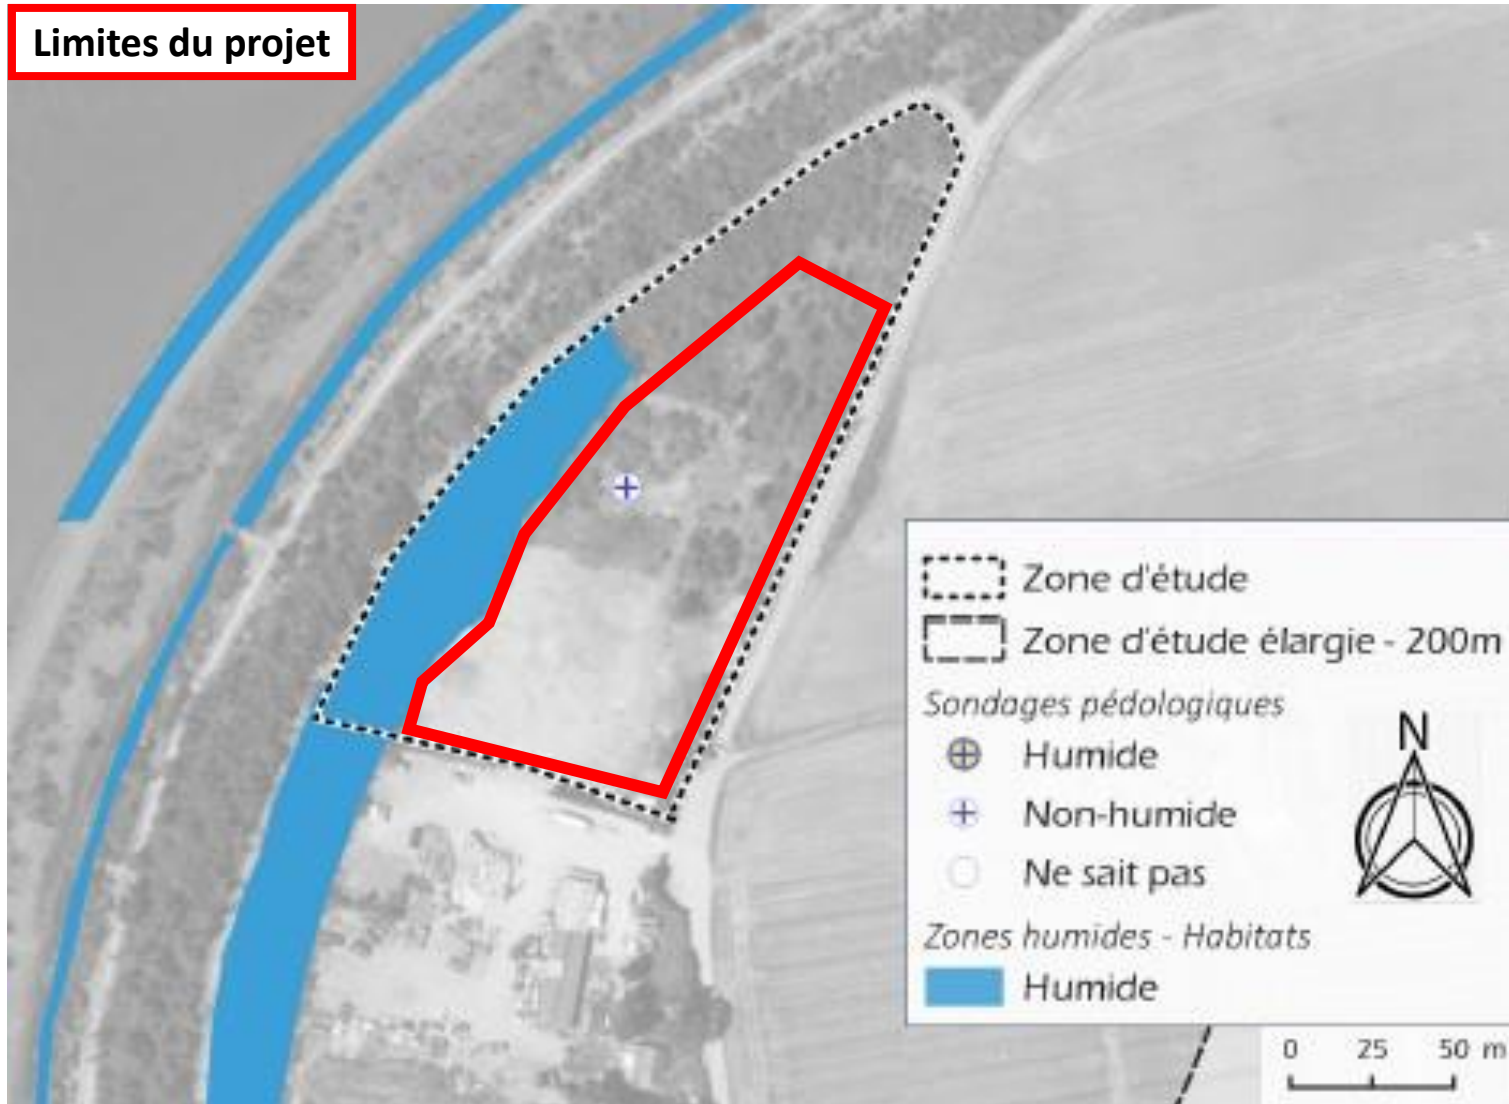 Limites du projet
Zone d'étude
Zone d'étude élargie - 200m
Sondages pédologiques
Humide
Non-humide
Ne sait pas
Zones humides - Habitats
Humide
N
0 25 50 m